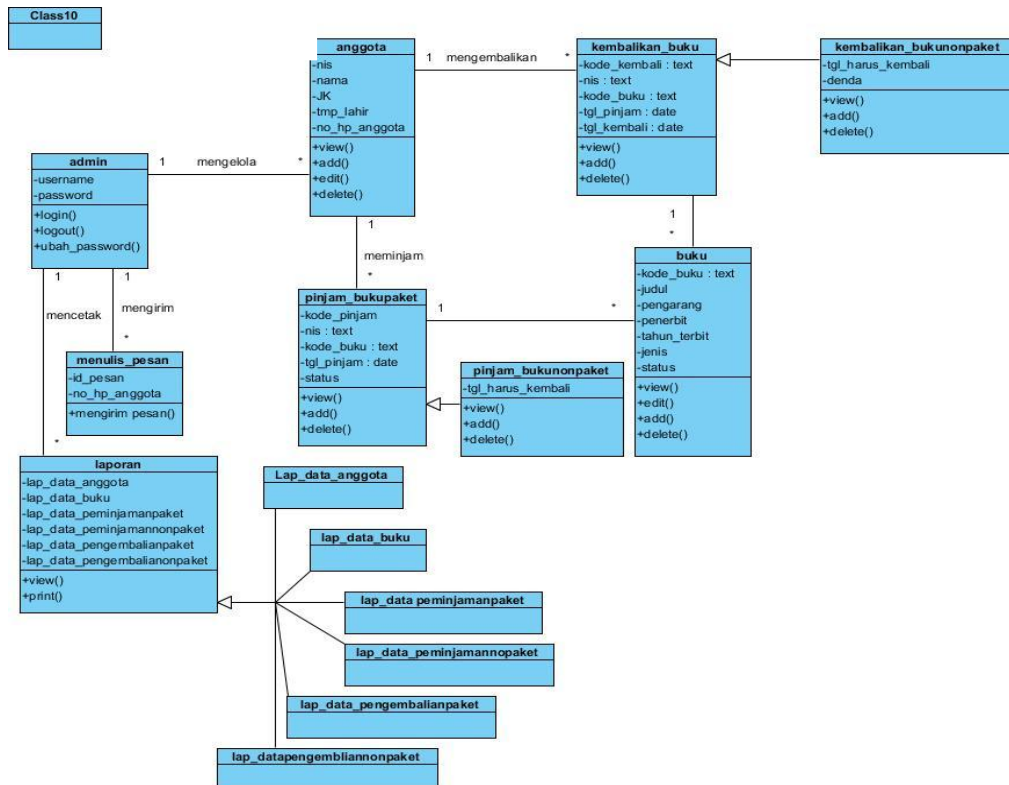 Class10
anggota
-nis
-nama
-JK
-tmp_lahir
-no_hp_anggota
+view()
+add()
+edit()
+delete()
1 mengembalikan *
kembalikan_buku
-kode_kembali : text
-nis : text
-kode_buku : text
-tgl_pinjam : date
-tgl_kembali : date
+view()
+add()
+delete()
kembalikan_bukunonpaket
-tgl_harus_kembali
-denda
+view()
+add()
+delete()
admin
-username
-password
+login()
+logout()
+ubah_password()
1 mengelola *
1
meminjam
*
1
*
buku
-kode_buku : text
-judul
-pengarang
-penerbit
-tahun_terbit
-jenis
-status
+view()
+edit()
+add()
+delete()
1
mencetak
*
1
mengirim
*
pinjam_bukupaket
-kode_pinjam
-nis : text
-kode_buku : text
-tgl_pinjam : date
-status
+view()
+add()
+delete()
1 *
pinjam_bukunonpaket
-tgl_harus_kembali
+view()
+add()
+delete()
menulis_pesan
-id_pesan
-no_hp_anggota
+mengirim pesan()
laporan
-lap_data_anggota
-lap_data_buku
-lap_data_peminjamanpaket
-lap_data_peminjamannonpaket
-lap_data_pengembalianpaket
-lap_data_pengembalianonpaket
+view()
+print()
Lap_data_anggota
lap_data_buku
lap_data peminjamanpaket
lap_data_peminjamannopaket
lap_data_pengembalianpaket
lap_datapengembliannonpaket